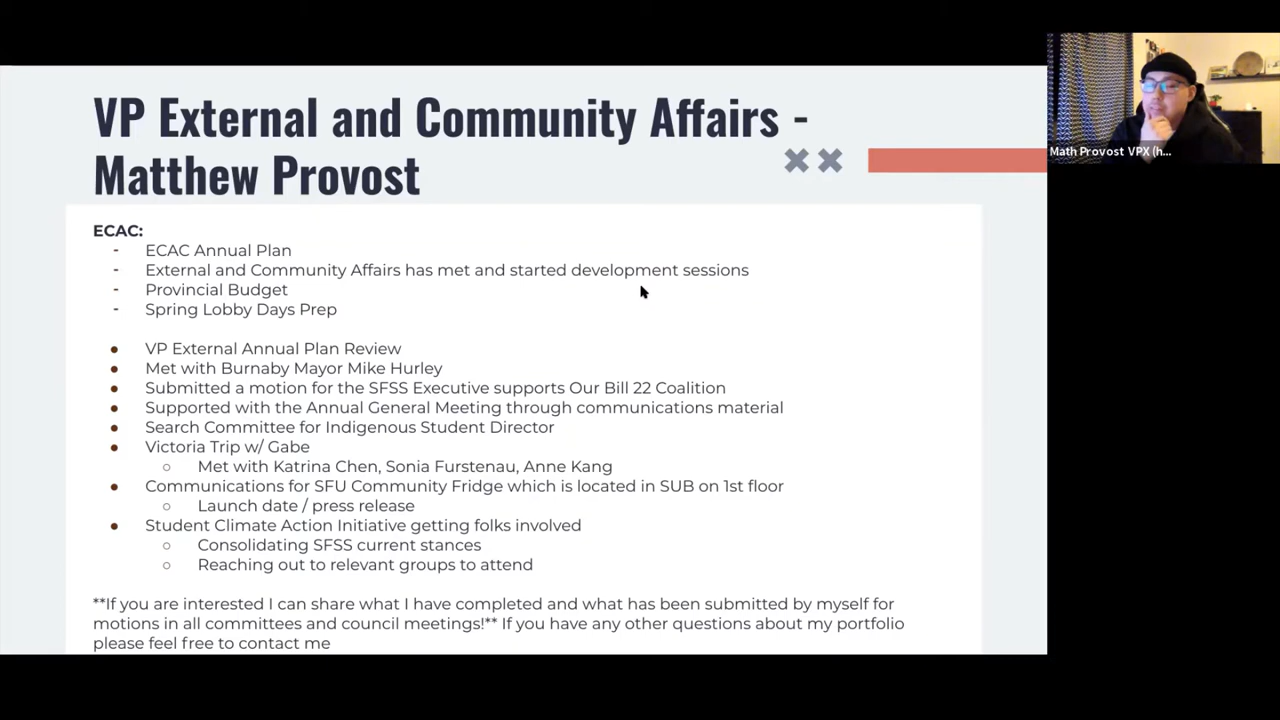 VP External and Community Affairs -
Matthew Provost
Math Provost VPX (h...
ECAC:
- ECAC Annual Plan
- External and Community Affairs has met and started development sessions
- Provincial Budget
- Spring Lobby Days Prep
● VP External Annual Plan Review
● Met with Burnaby Mayor Mike Hurley
● Submitted a motion for the SFSS Executive supports Our Bill 22 Coalition
● Supported with the Annual General Meeting through communications material
● Search Committee for Indigenous Student Director
● Victoria Trip w/ Gabe
○ Met with Katrina Chen, Sonia Furstenau, Anne Kang
● Communications for SFU Community Fridge which is located in SUB on 1st floor
○ Launch date / press release
● Student Climate Action Initiative getting folks involved
○ Consolidating SFSS current stances
○ Reaching out to relevant groups to attend
**If you are interested I can share what I have completed and what has been submitted by myself for
motions in all committees and council meetings!** If you have any other questions about my portfolio
please feel free to contact me